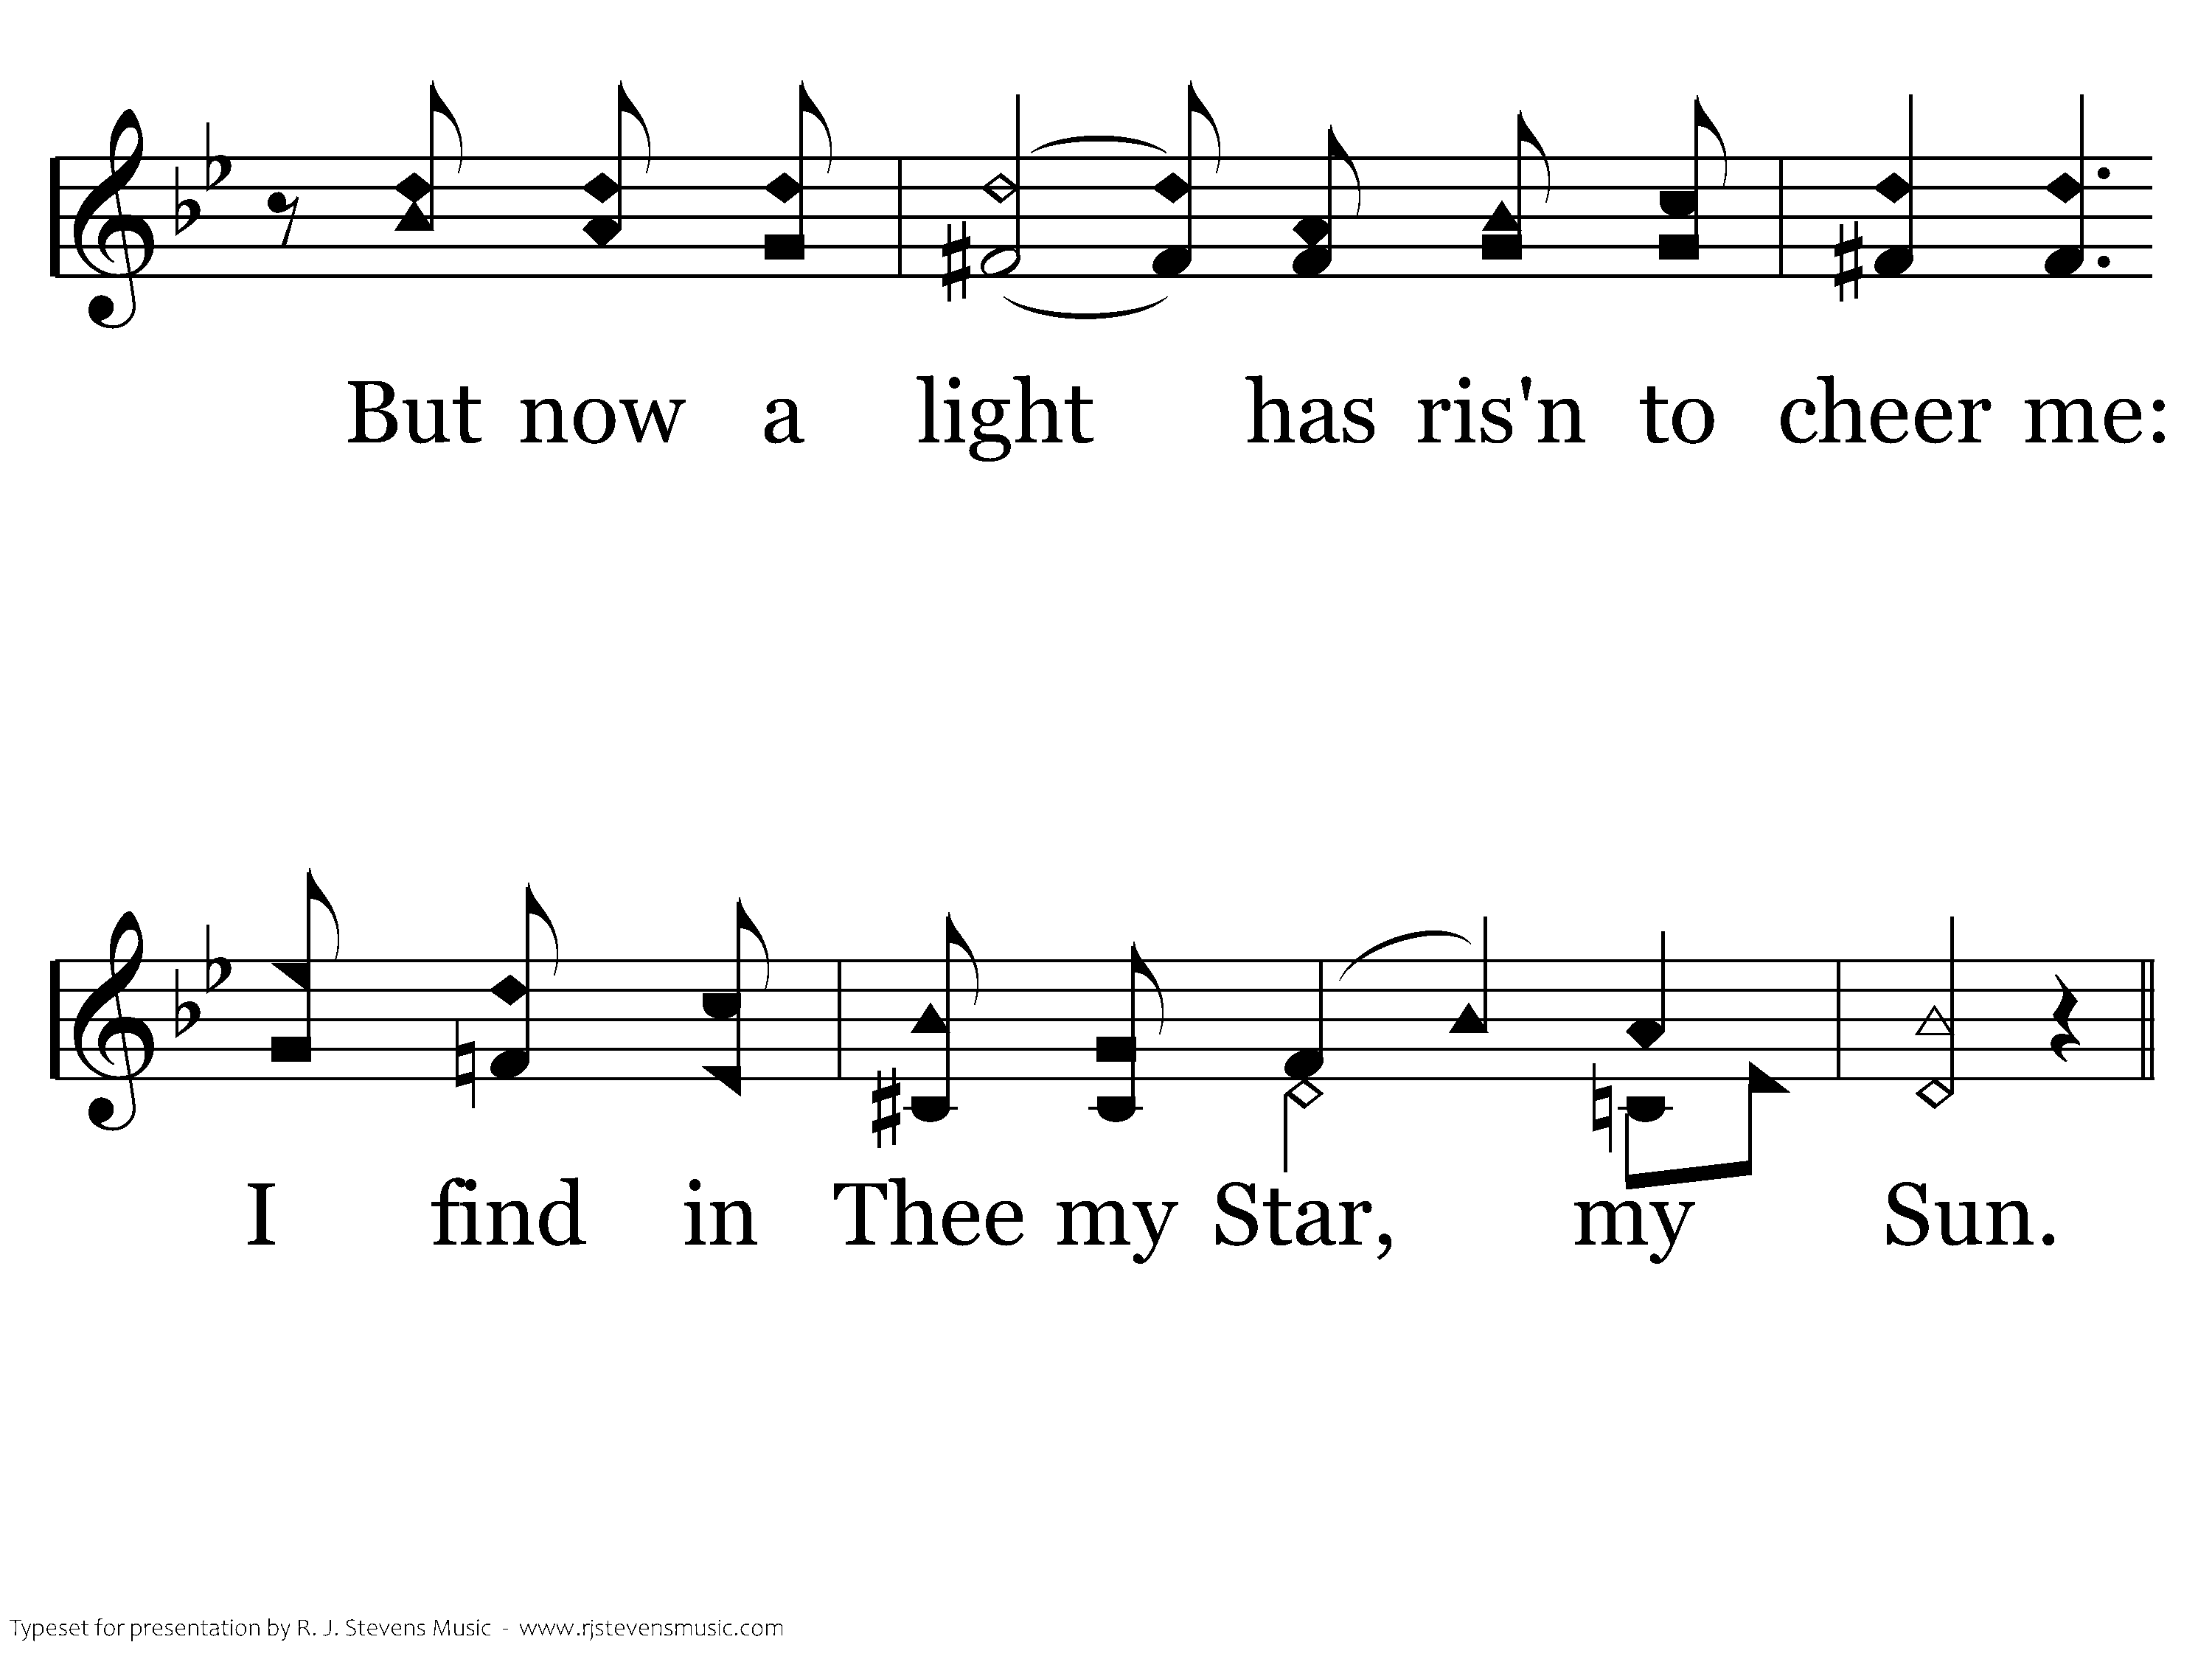 But now a light has ris'n to cheer me:
I find in Thee my Star, my Sun.
Typeset for presentation by R. J. Stevens Music - www.rjstevensmusic.com